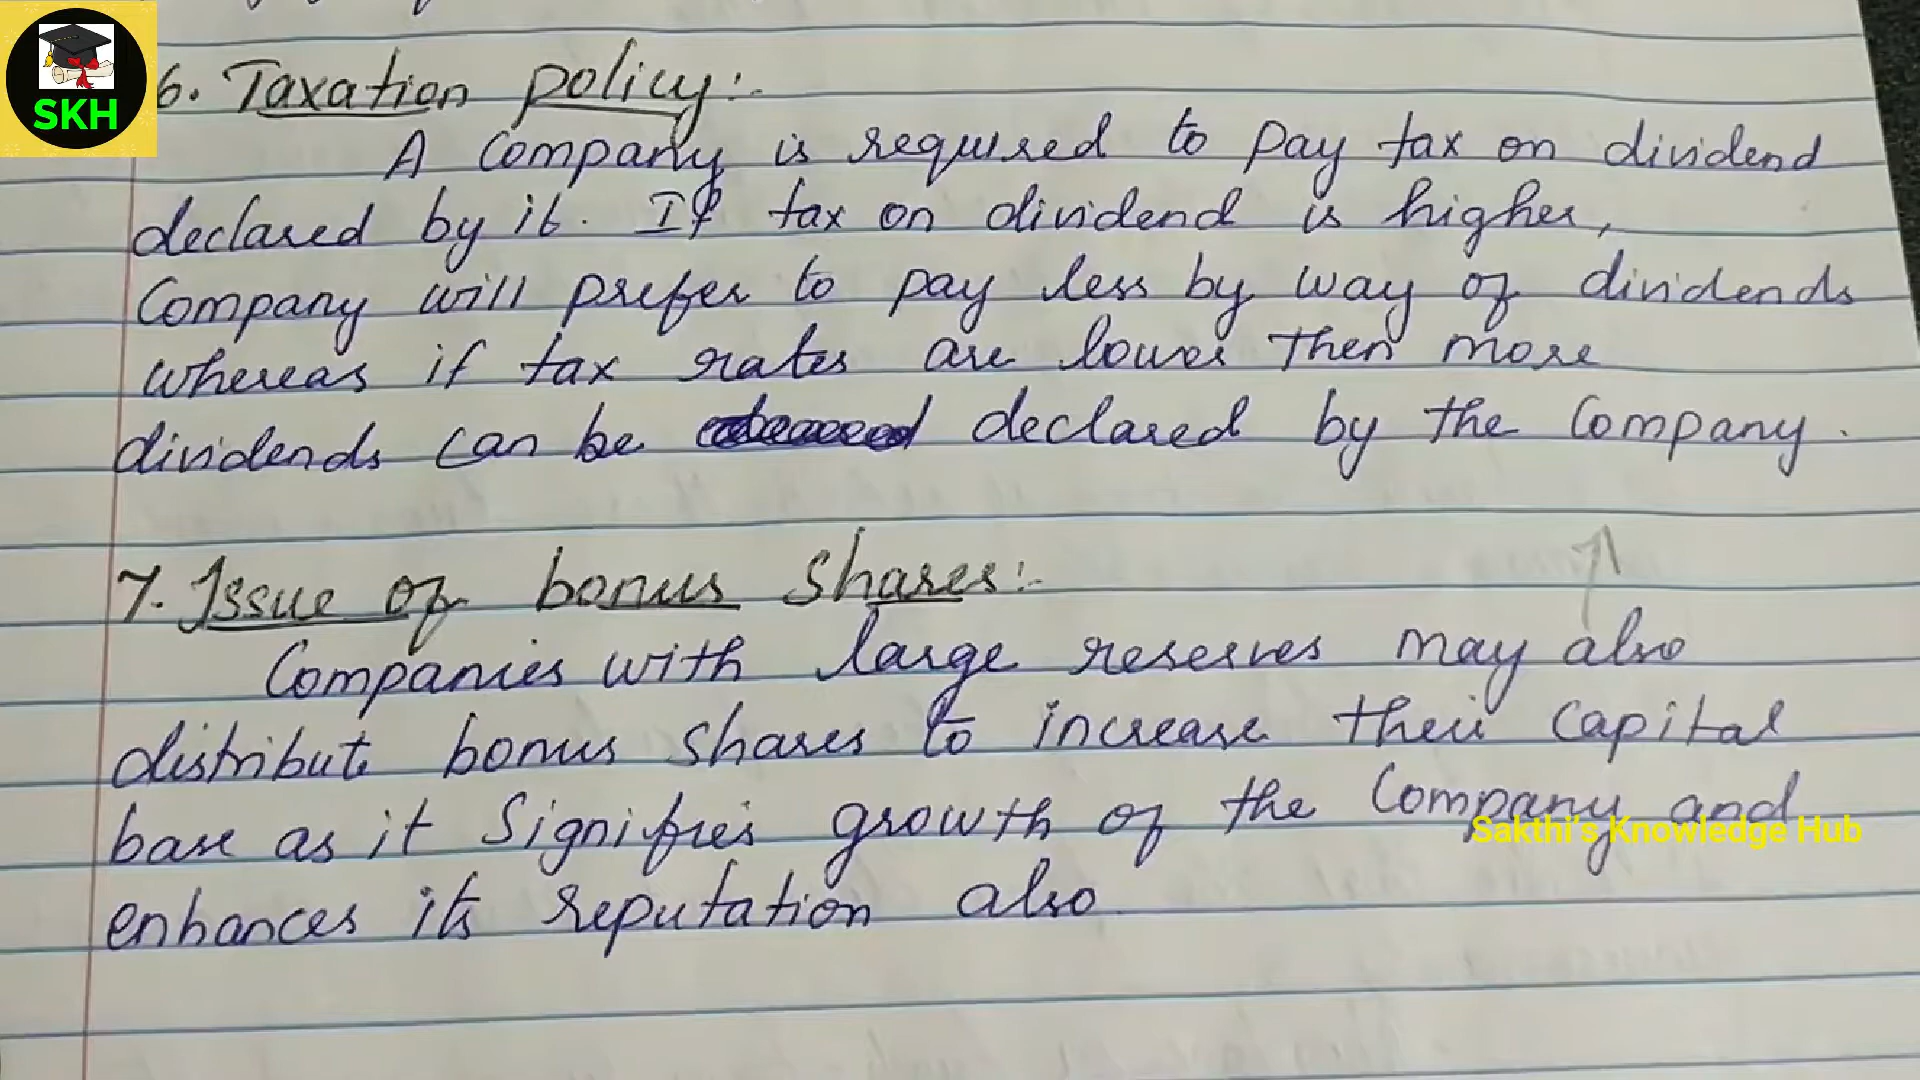 SKH
6. Taxation policy:-
A Company is required to pay tax on dividend
declared by it. If tax on dividend is higher,
Company will prefer to pay less by way of dividends
whereas if tax rates are lower then more
dividends can be declared by the Company.
7. Issue of bonus shares:-
Companies with large reserves may also
distribute bonus shares to increase their capital
base as it Signifies growth of the Company and
Sakthi's Knowledge Hub
enhances its reputation also